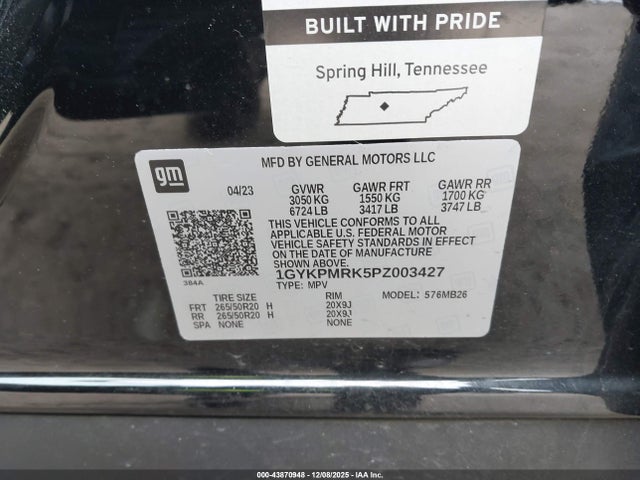 BUILT WITH PRIDE
Spring Hill, Tennessee
gm
MFD BY GENERAL MOTORS LLC
04/23 GVWR GAWR FRT GAWR RR
3050 KG 1550 KG 1700 KG
6724 LB 3417 LB 3747 LB
THIS VEHICLE CONFORMS TO ALL
APPLICABLE U.S. FEDERAL MOTOR
VEHICLE SAFETY STANDARDS IN EFFECT
ON THE DATE OF MANUFACTURE
SHOWN ABOVE.
1GYKPMRK5PZ003427
384A
TYPE: MPV
TIRE SIZE RIM MODEL: 576MB26
FRT 265/50R20 H 20X9J
RR 265/50R20 H 20X9J
SPA NONE NONE
000-43870948 - 12/08/2025 - IAA Inc.